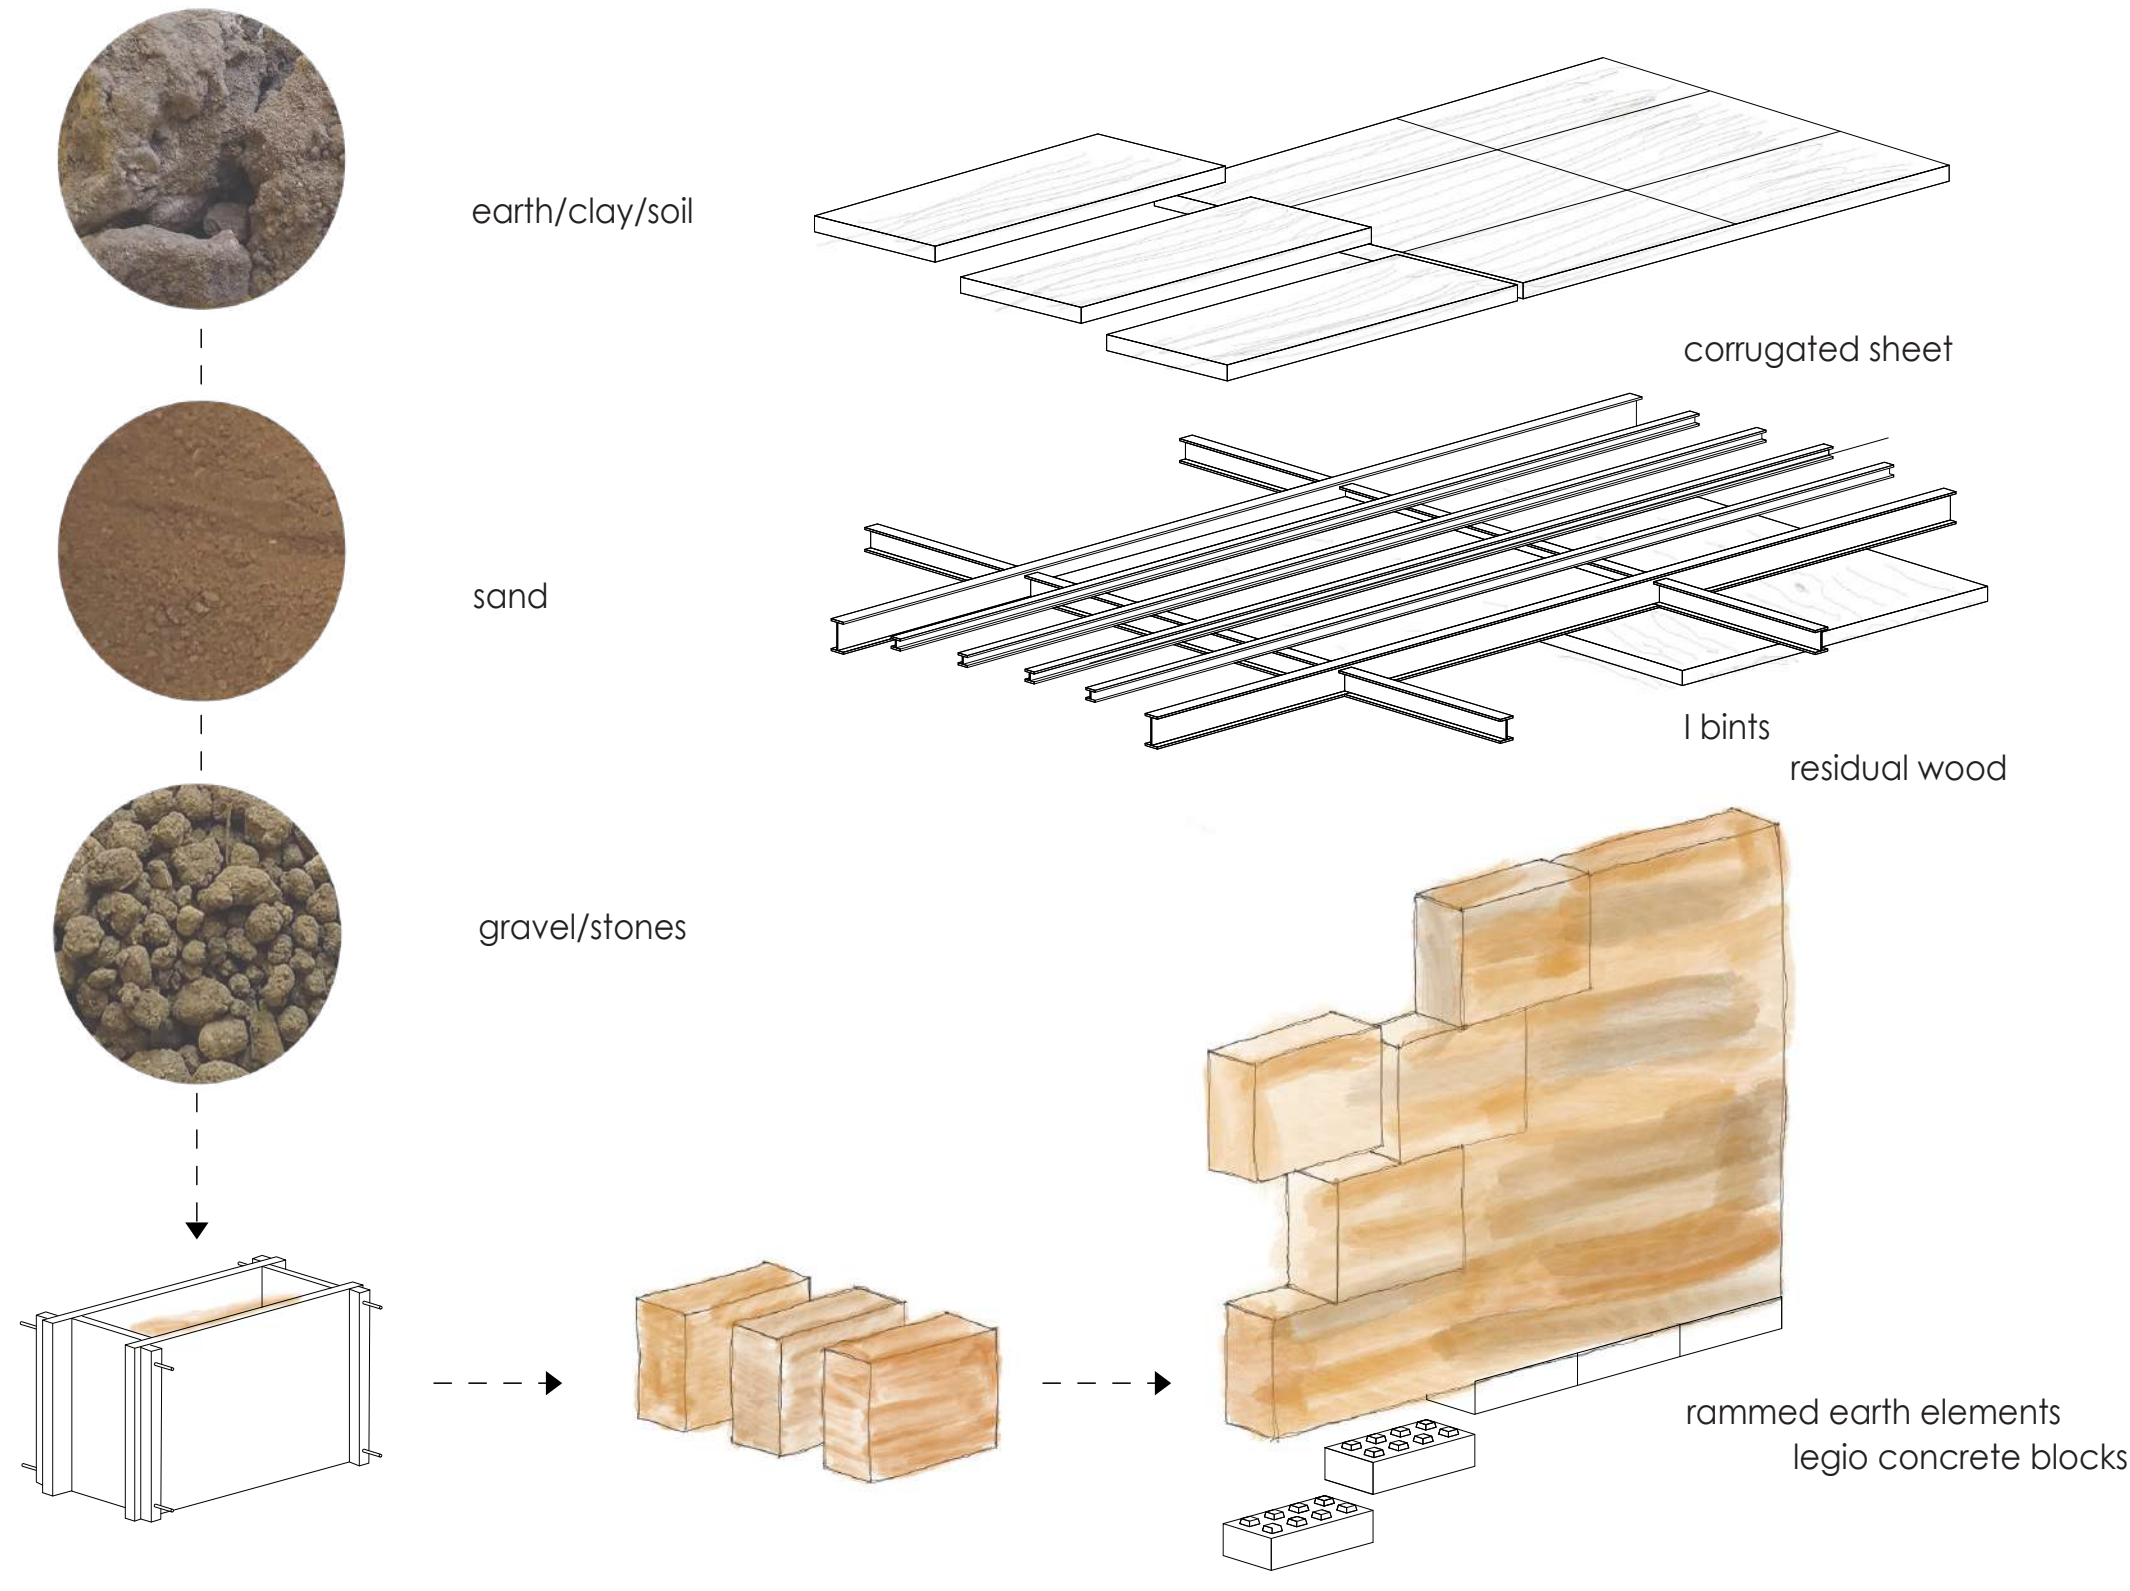 earth/clay/soil
corrugated sheet
sand
I bints
residual wood
gravel/stones
rammed earth elements
legio concrete blocks